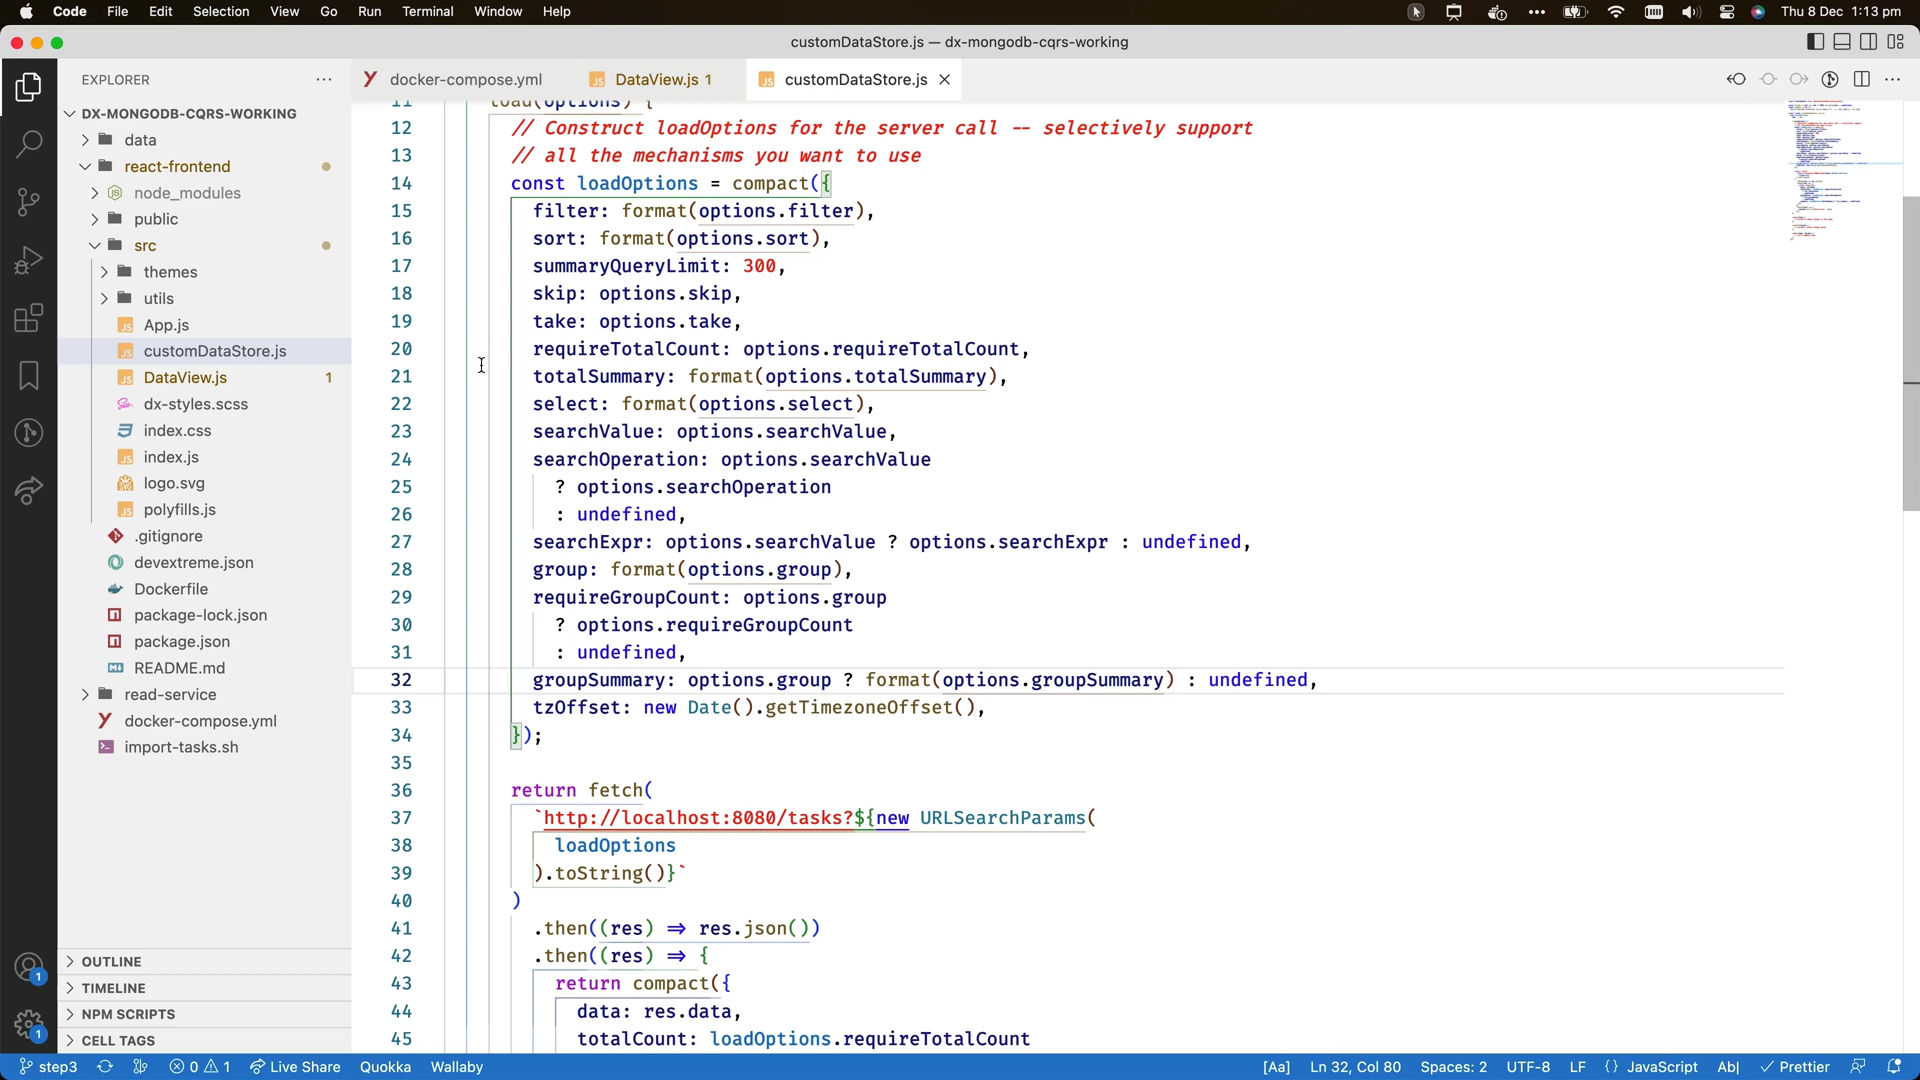 Code File Edit Selection View Go Run Terminal Window Help
Thu 8 Dec 1:13 pm
customDataStore.js — dx-mongodb-cqrs-working
EXPLORER
DX-MONGODB-CQRS-WORKING
data
react-frontend
node_modules
public
src
themes
utils
App.js
customDataStore.js
DataView.js 1
dx-styles.scss
index.css
index.js
logo.svg
polyfills.js
.gitignore
devextreme.json
Dockerfile
package-lock.json
package.json
README.md
read-service
docker-compose.yml
import-tasks.sh
OUTLINE
TIMELINE
NPM SCRIPTS
CELL TAGS
1
1
docker-compose.yml DataView.js 1 customDataStore.js
11 load(options) {
12 // Construct loadOptions for the server call -- selectively support
13 // all the mechanisms you want to use
14 const loadOptions = compact({
15 filter: format(options.filter),
16 sort: format(options.sort),
17 summaryQueryLimit: 300,
18 skip: options.skip,
19 take: options.take,
20 requireTotalCount: options.requireTotalCount,
21 totalSummary: format(options.totalSummary),
22 select: format(options.select),
23 searchValue: options.searchValue,
24 searchOperation: options.searchValue
25 ? options.searchOperation
26 : undefined,
27 searchExpr: options.searchValue ? options.searchExpr : undefined,
28 group: format(options.group),
29 requireGroupCount: options.group
30 ? options.requireGroupCount
31 : undefined,
32 groupSummary: options.group ? format(options.groupSummary) : undefined,
33 tzOffset: new Date().getTimezoneOffset(),
34 });
35
36 return fetch(
37 `http://localhost:8080/tasks?${new URLSearchParams(
38 loadOptions
39 ).toString()}`
40 )
41 .then((res) => res.json())
42 .then((res) => {
43 return compact({
44 data: res.data,
45 totalCount: loadOptions.requireTotalCount
step3 0 1 Live Share Quokka Wallaby
[Aa] Ln 32, Col 80 Spaces: 2 UTF-8 LF {} JavaScript Ab| Prettier